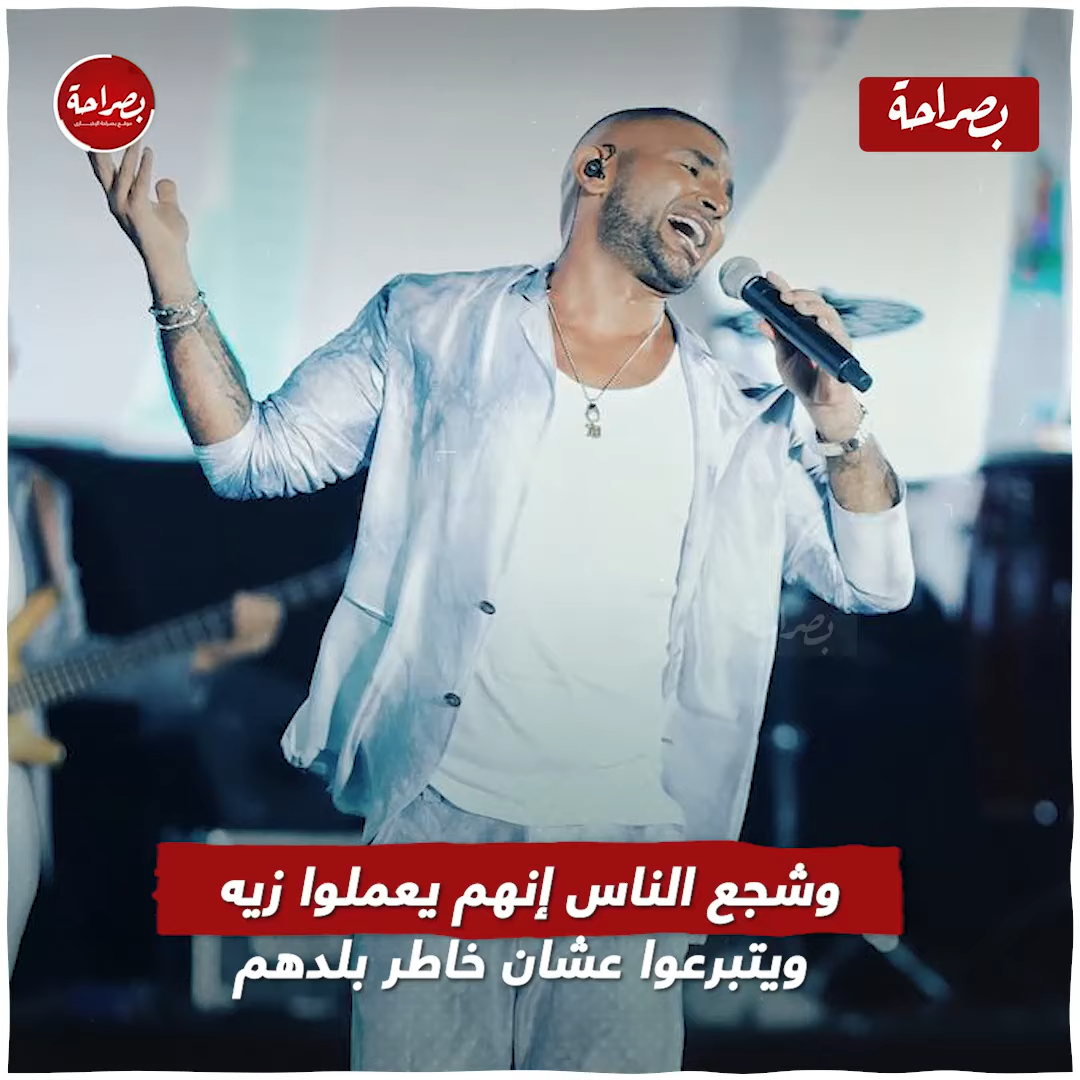 بصراحة
بصراحة
وشجع الناس إنهم يعملوا زيه
ويتبرعوا عشان خاطر بلدهم